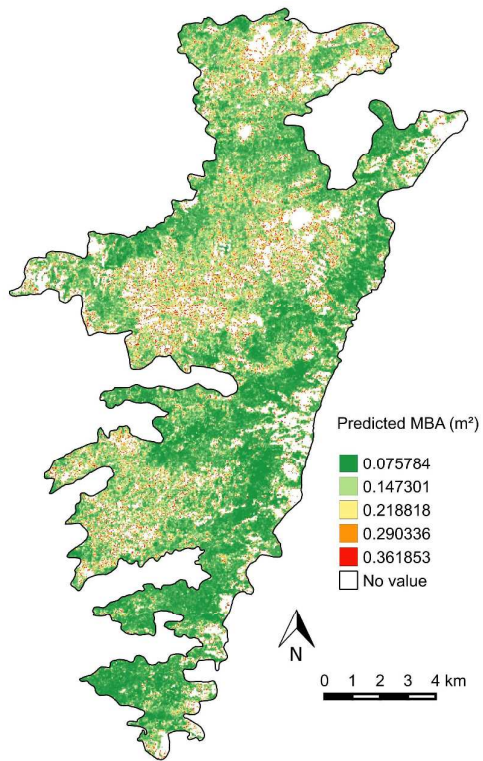 Predicted MBA (m²)
0.075784
0.147301
0.218818
0.290336
0.361853
No value
N
0 1 2 3 4 km